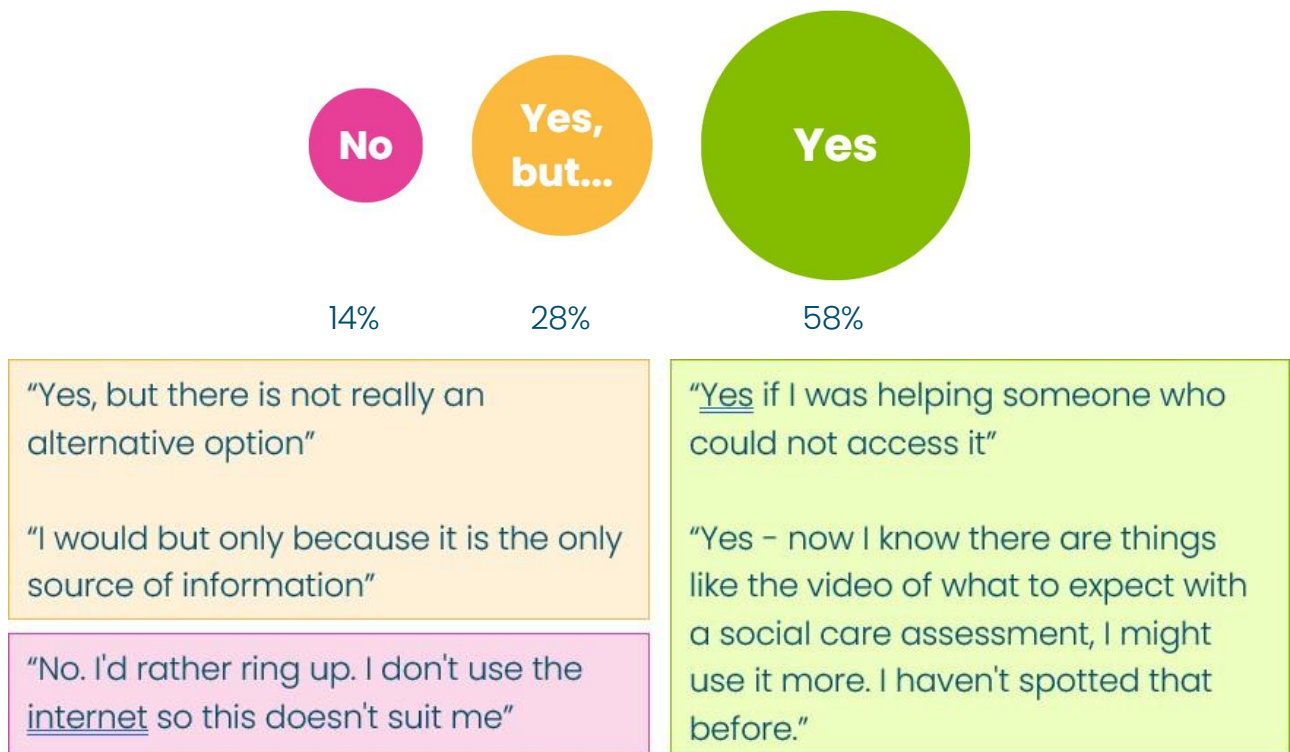 No
Yes,
but...
Yes
14%
28%
58%
“Yes, but there is not really an
alternative option”
“I would but only because it is the only
source of information”
“No. I'd rather ring up. I don't use the
internet so this doesn't suit me”
“Yes if I was helping someone who
could not access it”
“Yes - now I know there are things
like the video of what to expect with
a social care assessment, I might
use it more. I haven't spotted that
before.”